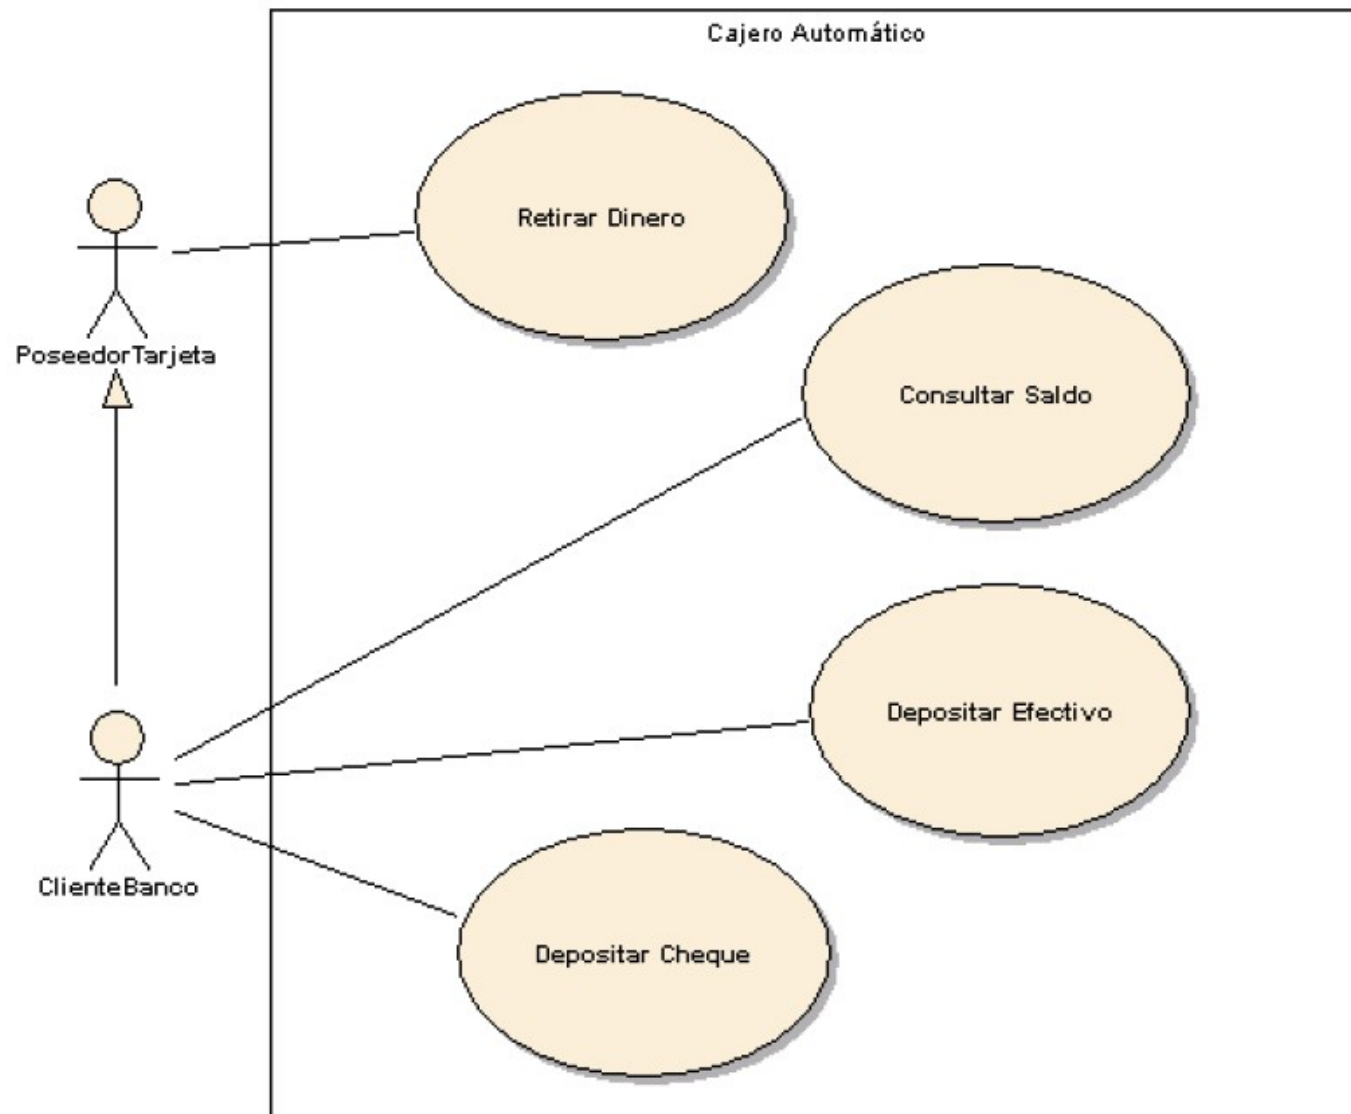 Cajero Automático
Retirar Dinero
PoseedorTarjeta
Consultar Saldo
Depositar Efectivo
ClienteBanco
Depositar Cheque